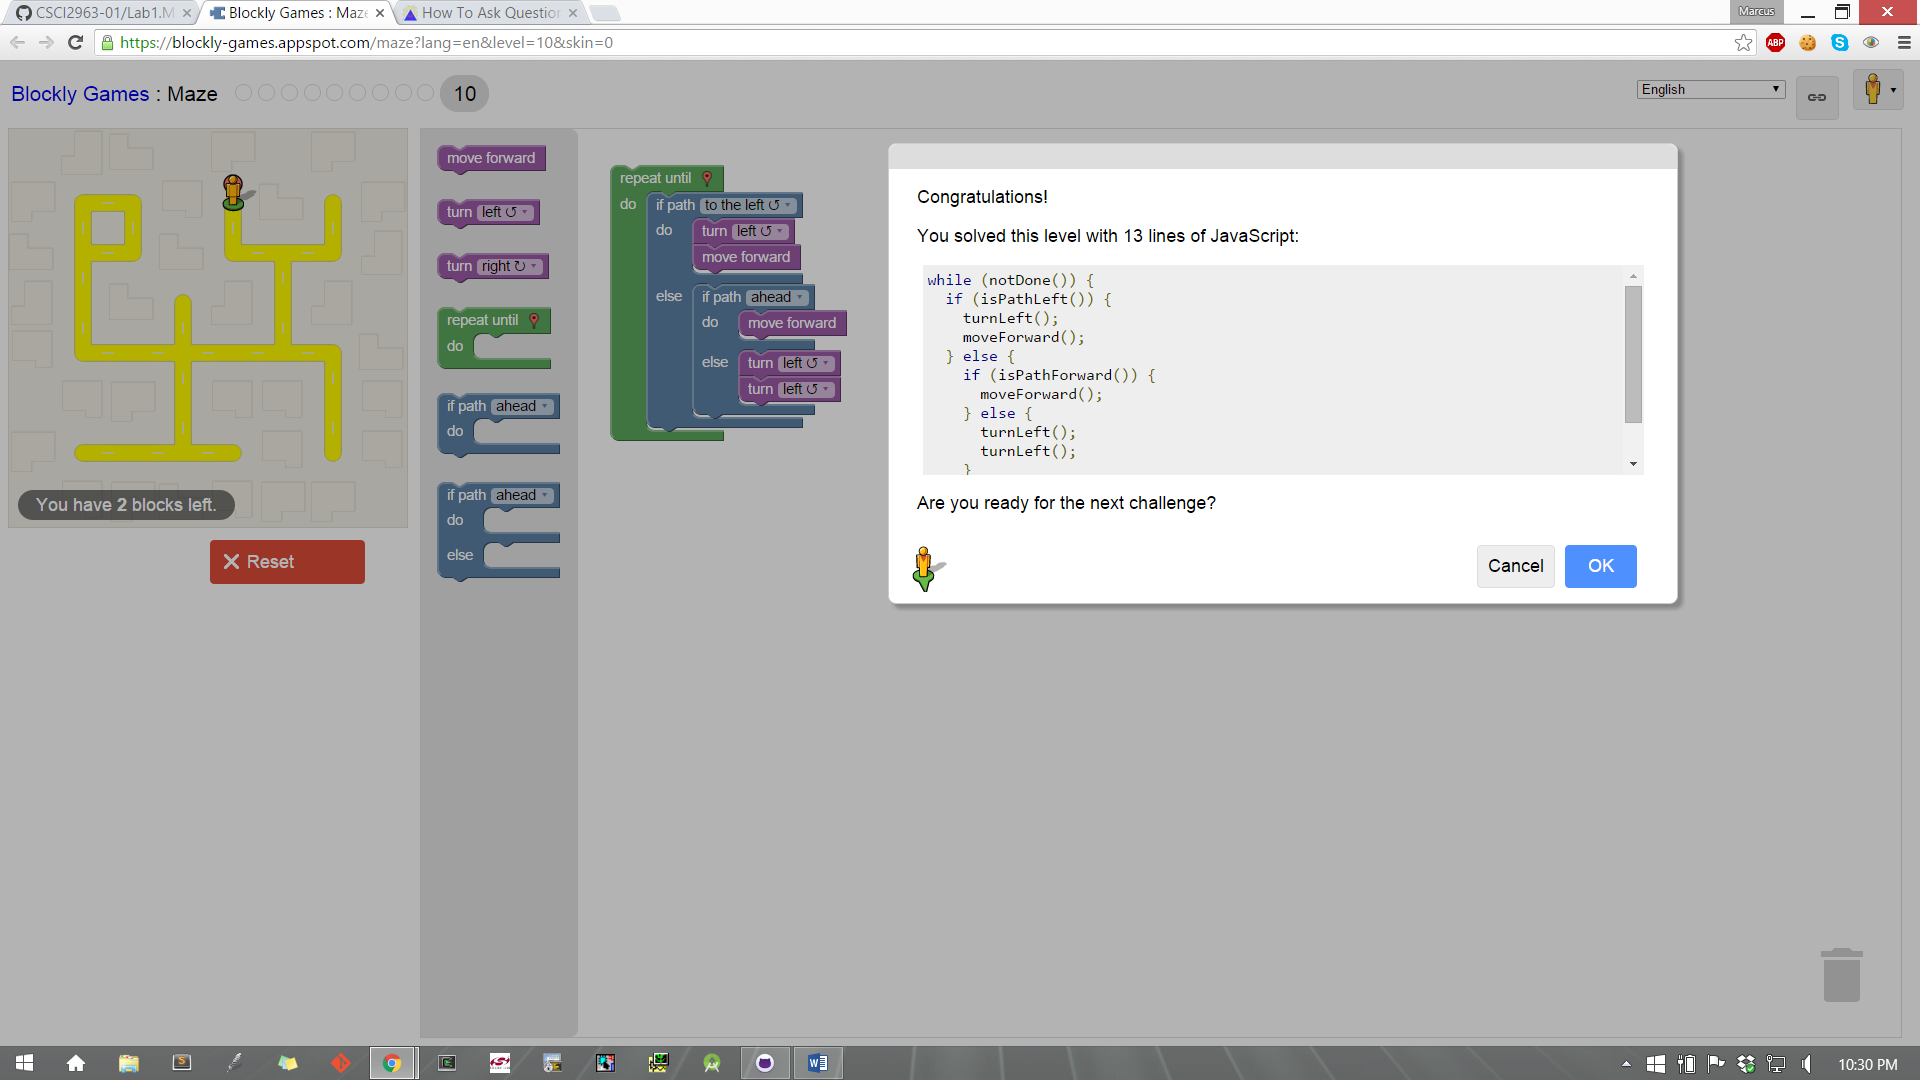 CSCI2963-01/Lab1.M
Blockly Games : Maze
How To Ask Question
Marcus
https://blockly-games.appspot.com/maze?lang=en&level=10&skin=0
ABP
Blockly Games : Maze 10
English
You have 2 blocks left.
Reset
move forward
turn left ↺
turn right ↻
repeat until
do
if path ahead
do
if path ahead
do
else
repeat until
do if path to the left ↺
do turn left ↺
move forward
else if path ahead
do move forward
else turn left ↺
turn left ↺
Congratulations!
You solved this level with 13 lines of JavaScript:
while (notDone()) {
if (isPathLeft()) {
turnLeft();
moveForward();
} else {
if (isPathForward()) {
moveForward();
} else {
turnLeft();
turnLeft();
}
Are you ready for the next challenge?
Cancel
OK
10:30 PM